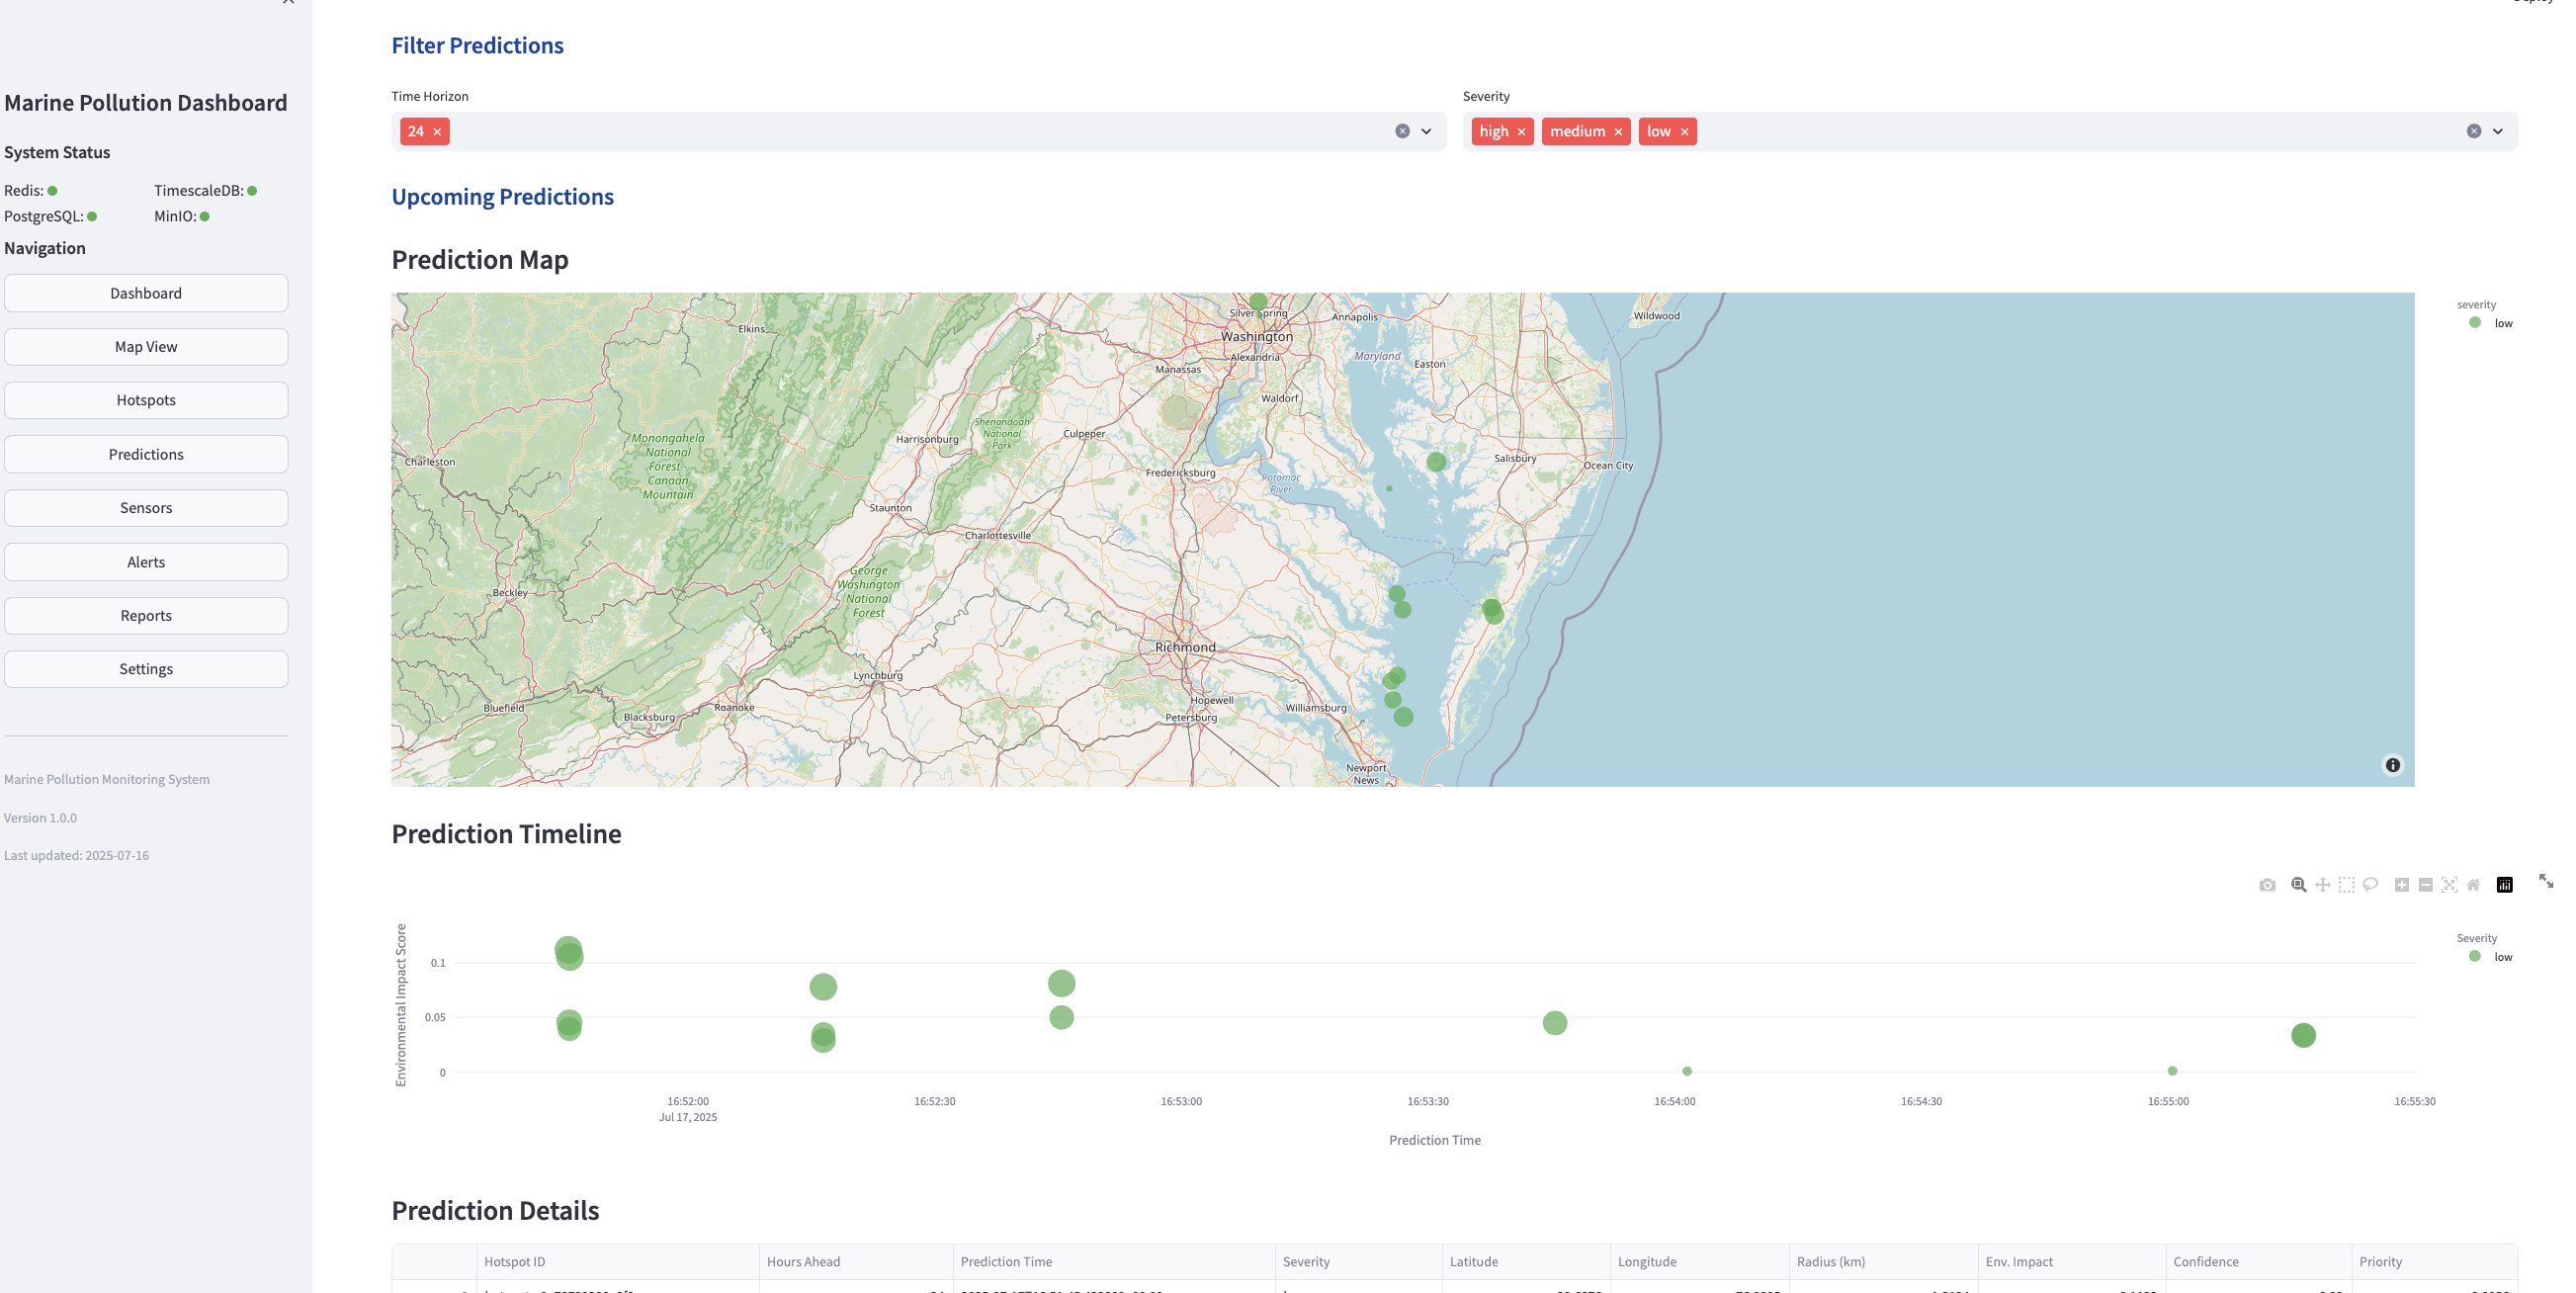 Marine Pollution Dashboard
System Status
Redis:
TimescaleDB:
PostgreSQL:
MinIO:
Navigation
Dashboard
Map View
Hotspots
Predictions
Sensors
Alerts
Reports
Settings
Marine Pollution Monitoring System
Version 1.0.0
Last updated: 2025-07-16
Filter Predictions
Time Horizon
24
Severity
high
medium
low
Upcoming Predictions
Prediction Map
Elkins
Silver Spring
Annapolis
Wildwood
Washington
Alexandria
Maryland
Easton
Manassas
Waldorf
Shenandoah
National
Park
Culpeper
Harrisonburg
Monongahela
National
Forest -
Canaan
Mountain
Charleston
Salisbury
Ocean City
Fredericksburg
Potomac
River
Staunton
Charlottesville
George
Washington
National
Forest
Beckley
Richmond
Lynchburg
Bluefield
Blacksburg
Roanoke
Hopewell
Petersburg
Williamsburg
Newport
News
severity
low
Prediction Timeline
Environmental Impact Score
0.1
0.05
0
16:52:00
Jul 17, 2025
16:52:30
16:53:00
16:53:30
16:54:00
16:54:30
16:55:00
16:55:30
Prediction Time
Severity
low
Prediction Details
Hotspot ID
Hours Ahead
Prediction Time
Severity
Latitude
Longitude
Radius (km)
Env. Impact
Confidence
Priority